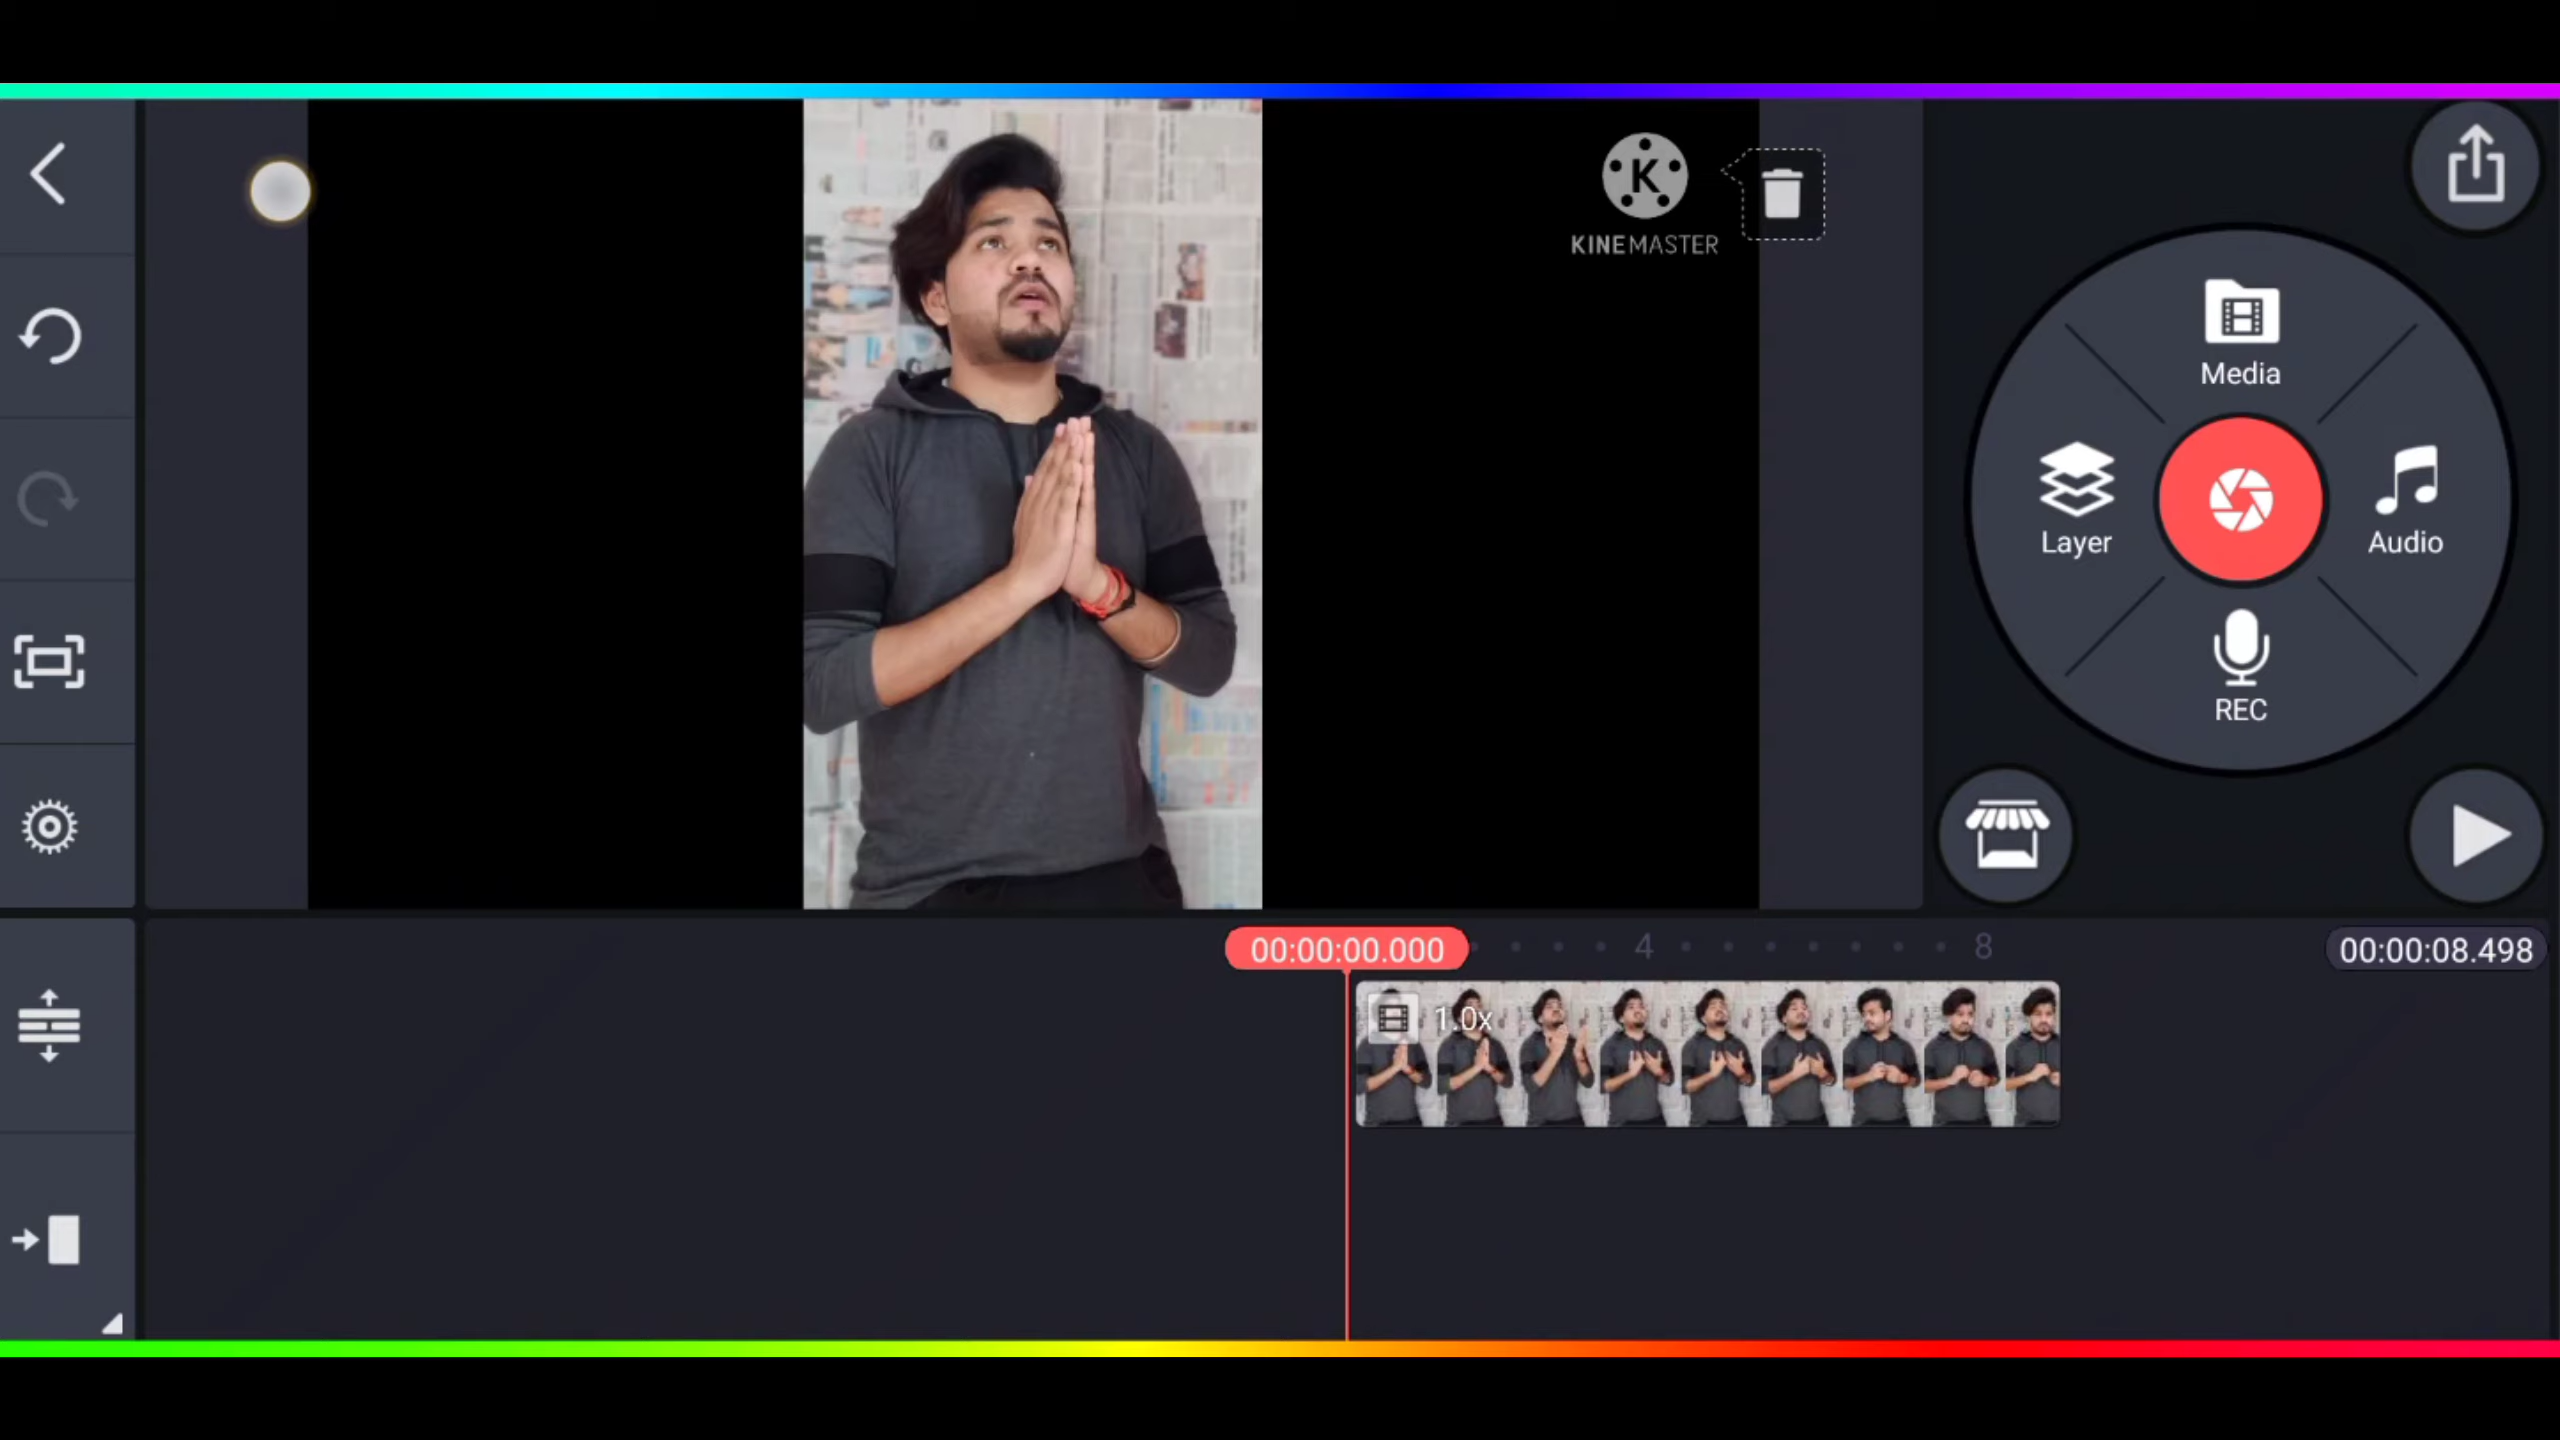 K
KINEMASTER
Media
Layer
Audio
REC
00:00:00.000
4
8
00:00:08.498
1.0x